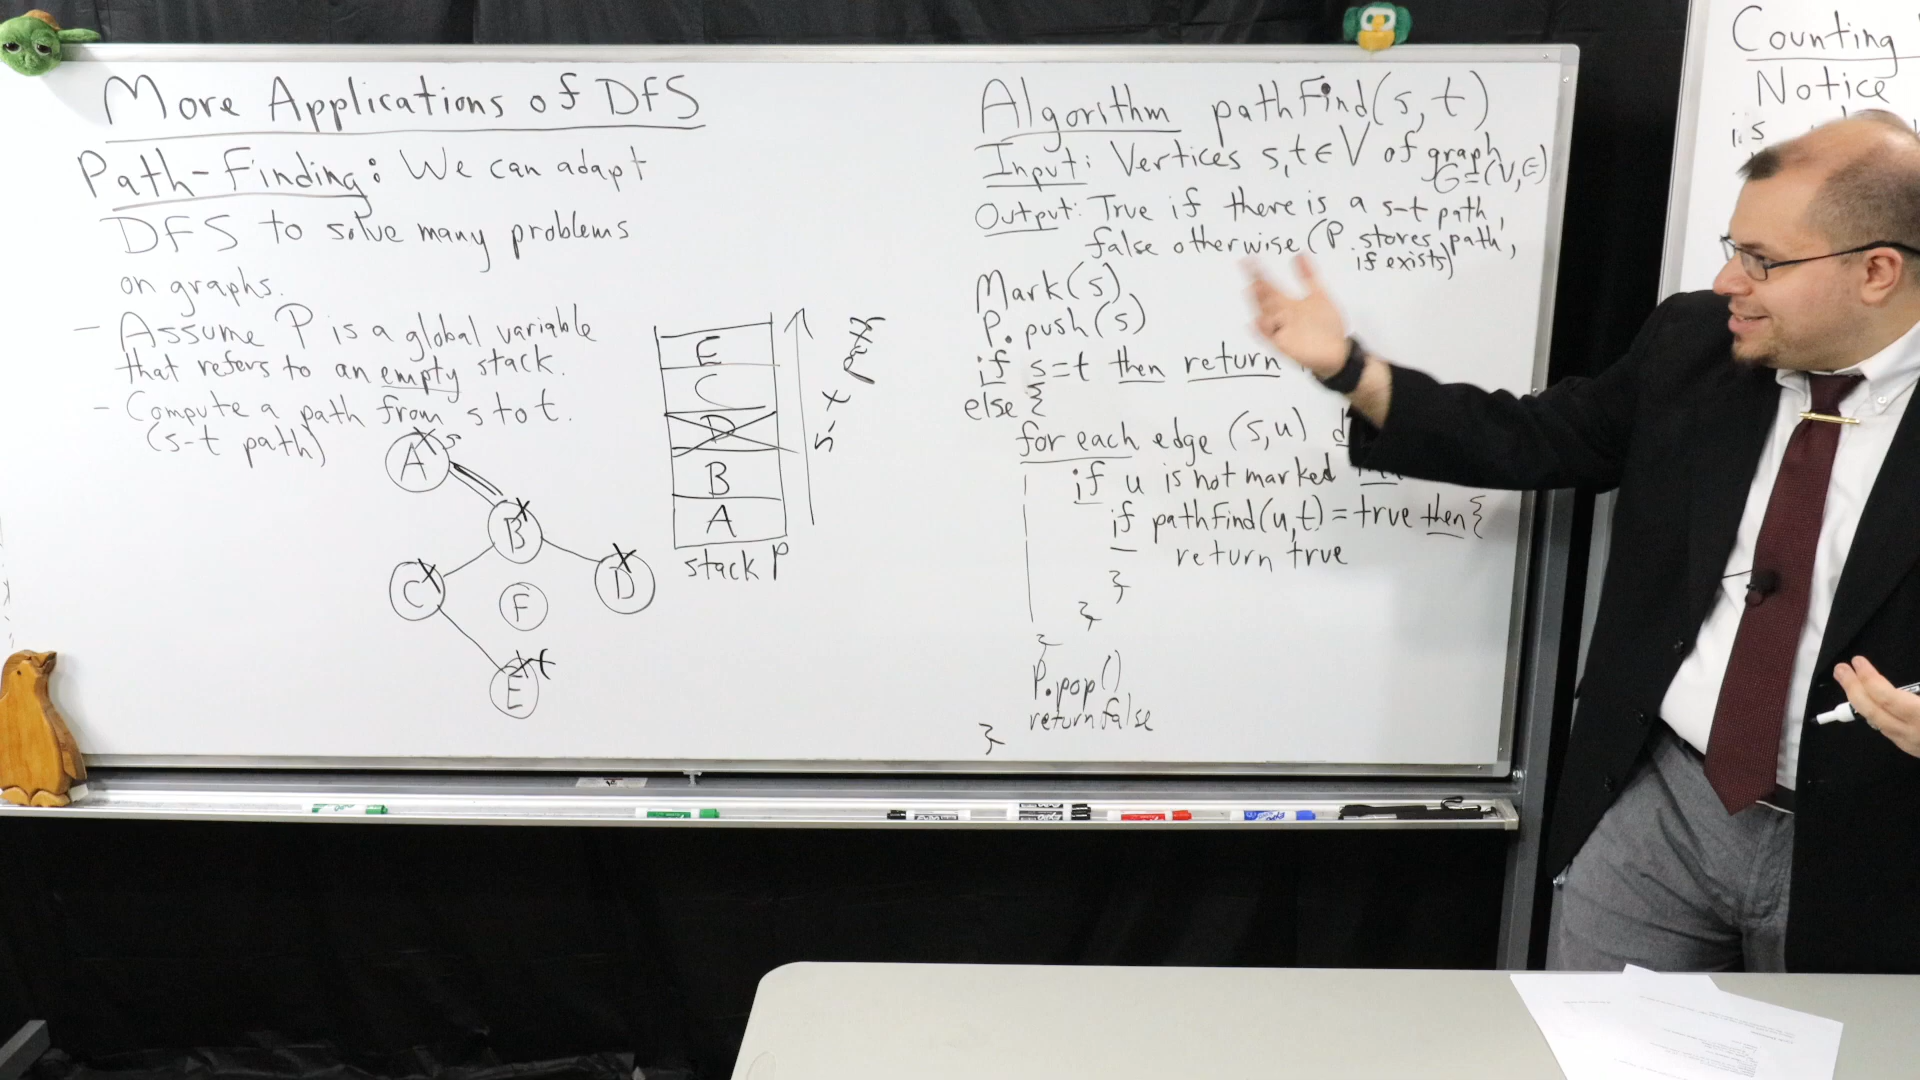 More Applications of DFS
Path-Finding: We can adapt
DFS to solve many problems
on graphs.
- Assume P is a global variable
that refers to an empty stack.
- Compute a path from s to t.
(s-t path)
A s
B
C
D
F
E t
E
C
D
B
A
stack P
s-t path
Algorithm pathFind(s,t)
Input: Vertices s,t ∈ V of graph
G=(V,E)
Output: True if there is a s-t path,
false otherwise (P stores path,
if exists)
Mark(s)
P.push(s)
if s=t then return
else {
for each edge (s,u)
if u is not marked
if pathFind(u,t) = true then {
return true
}
}
}
P.pop()
return false
}
Counting
Notice